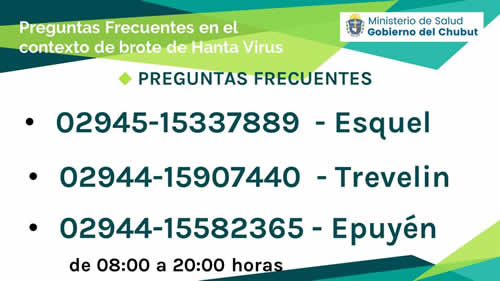 Preguntas Frecuentes en el
contexto de brote de Hanta Virus
Ministerio de Salud
Gobierno del Chubut
PREGUNTAS FRECUENTES
• 02945-15337889 - Esquel
• 02944-15907440 - Trevelin
• 02944-15582365 - Epuyén
de 08:00 a 20:00 horas